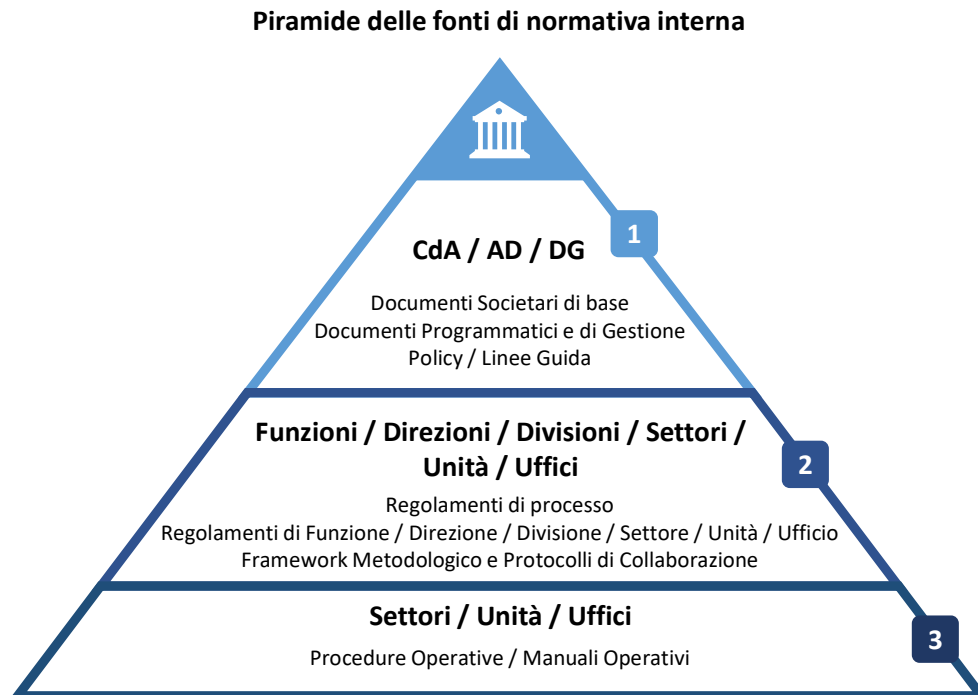 Piramide delle fonti di normativa interna
1
CdA / AD / DG
Documenti Societari di base
Documenti Programmatici e di Gestione
Policy / Linee Guida
Funzioni / Direzioni / Divisioni / Settori /
Unità / Uffici
2
Regolamenti di processo
Regolamenti di Funzione / Direzione / Divisione / Settore / Unità / Ufficio
Framework Metodologico e Protocolli di Collaborazione
Settori / Unità / Uffici
3
Procedure Operative / Manuali Operativi